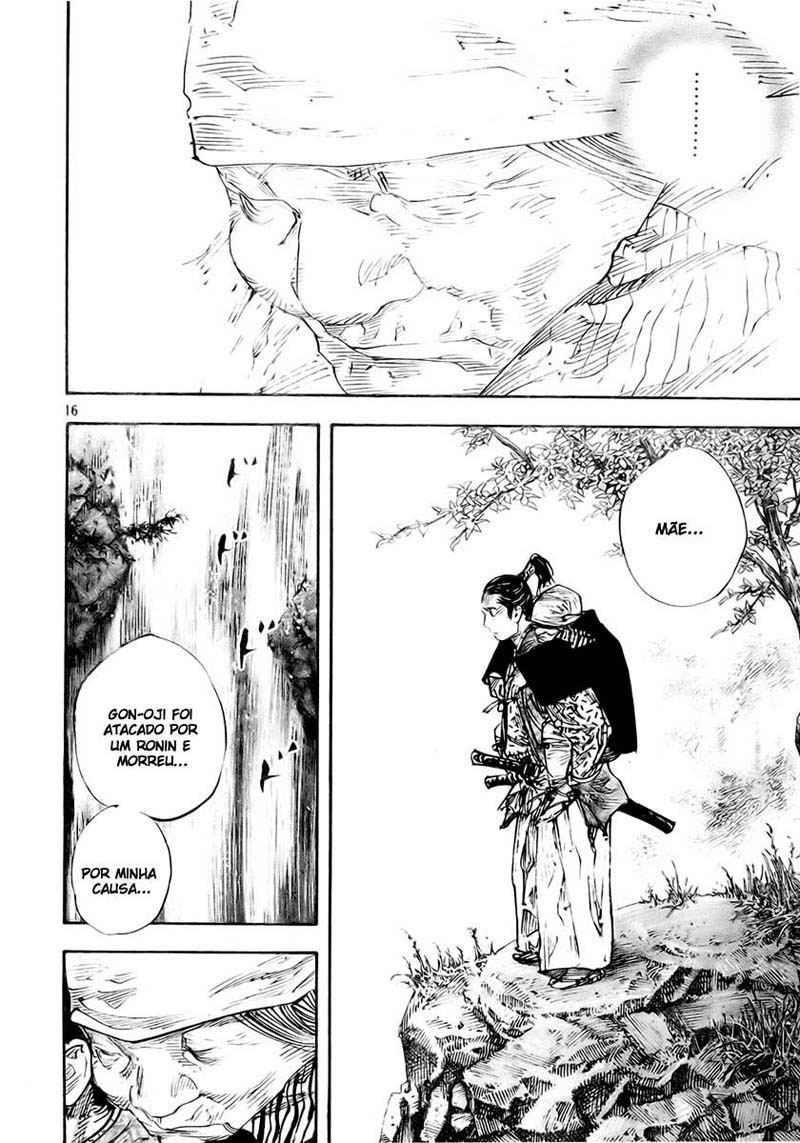 ..........
16
MÃE...
GON-OJI FOI
ATACADO POR
UM RONIN E
MORREU...
POR MINHA
CAUSA...